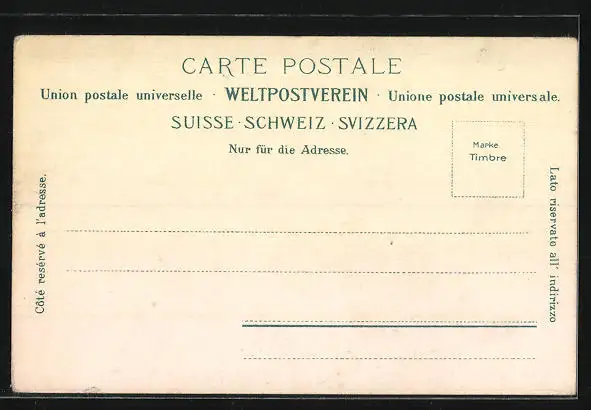 CARTE POSTALE
Union postale universelle · WELTPOSTVEREIN · Unione postale universale.
SUISSE · SCHWEIZ · SVIZZERA
Nur für die Adresse.
Marke
Timbre
Côté resérvé à l'adresse.
Lato riservato all' indirizzo